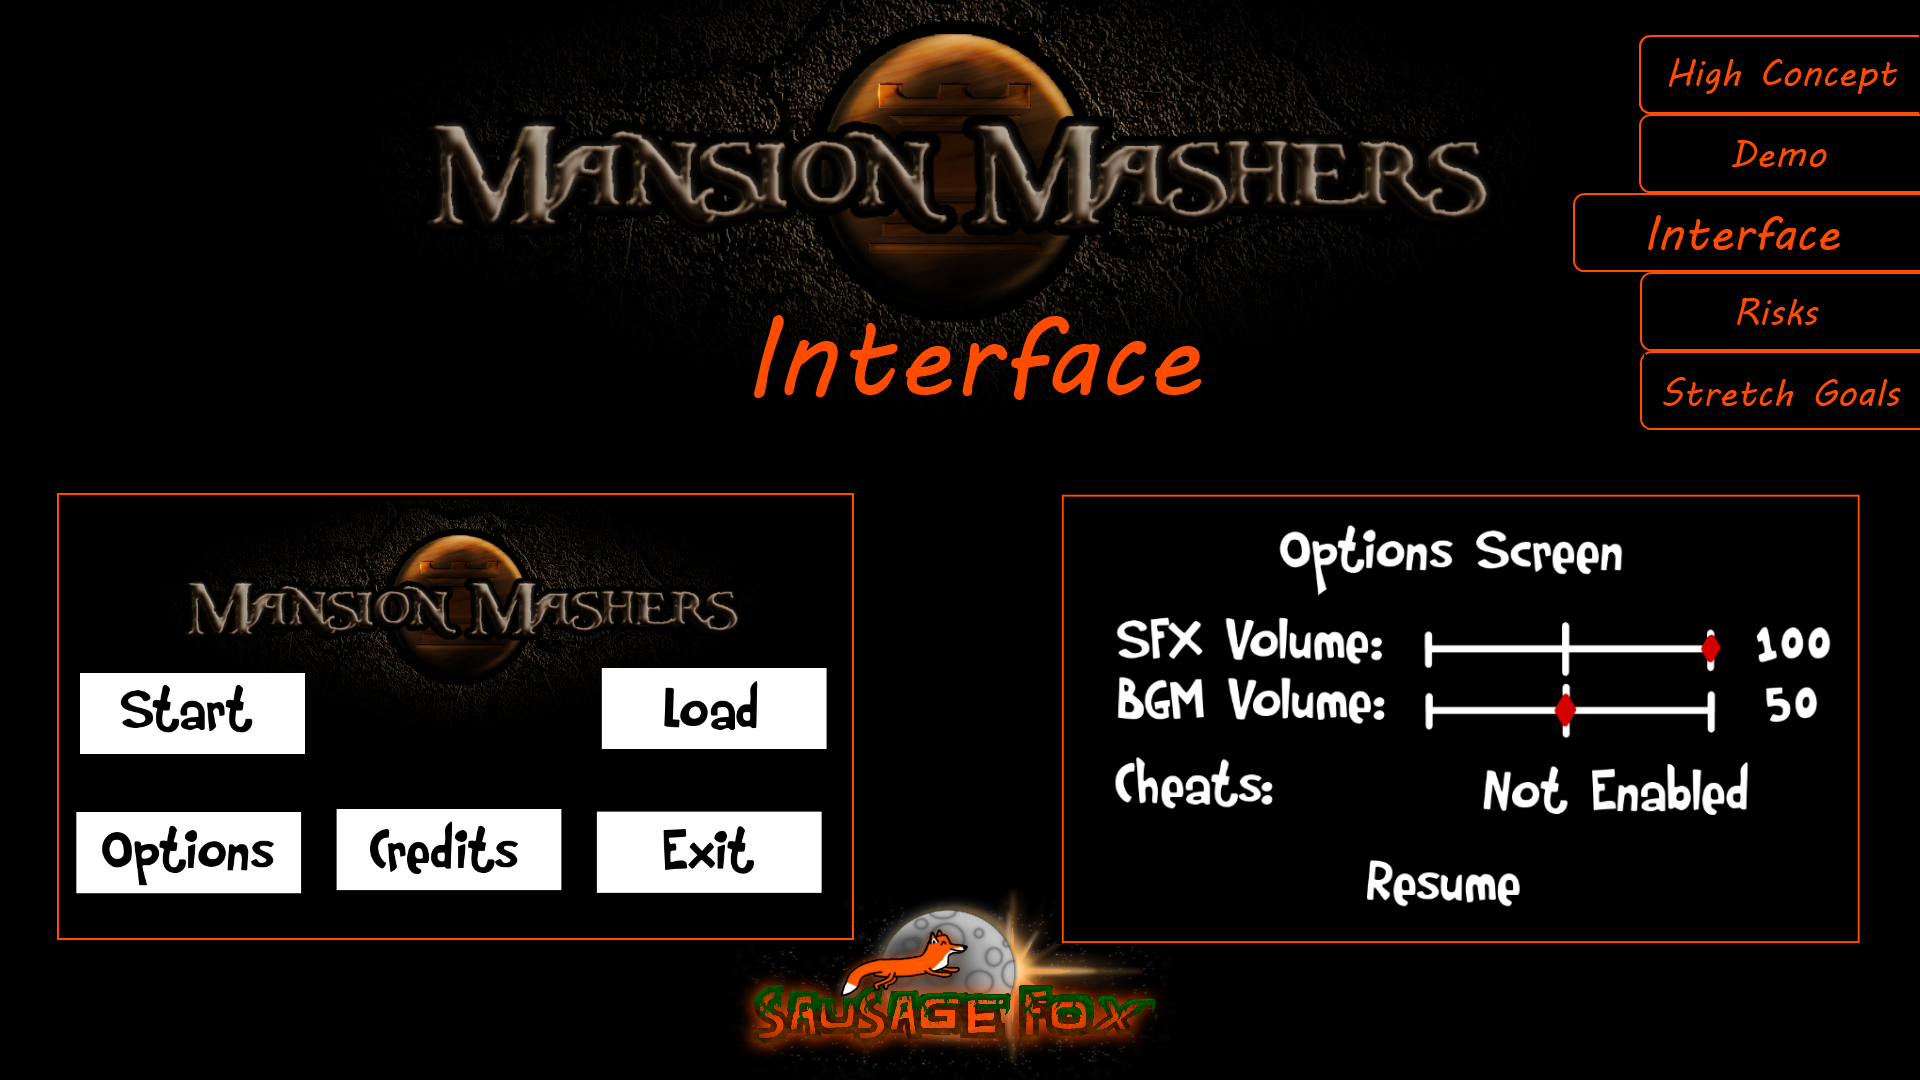 MANSION MASHERS
Interface
High Concept
Demo
Interface
Risks
Stretch Goals
MANSION MASHERS
Start
Load
Options
Credits
Exit
Options Screen
SFX Volume: 100
BGM Volume: 50
Cheats: Not Enabled
Resume
SAUSAGE FOX